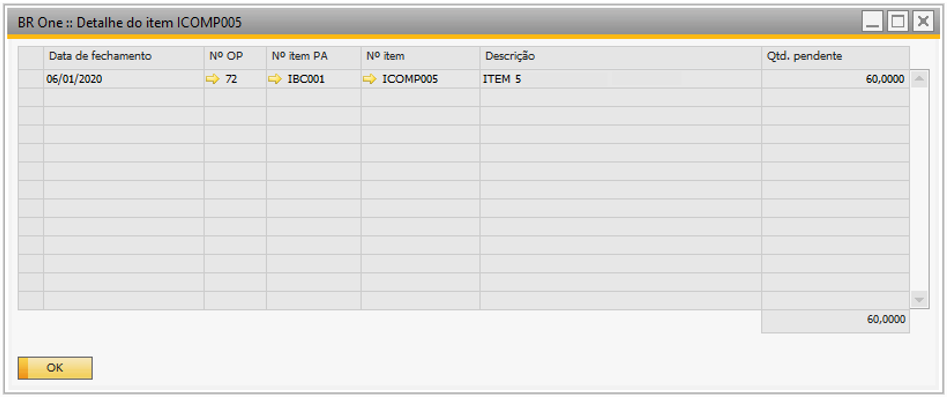 BR One :: Detalhe do item ICOMP005
Data de fechamento Nº OP Nº item PA Nº item Descrição Qtd. pendente
06/01/2020 72 IBC001 ICOMP005 ITEM 5 60,0000
60,0000
OK